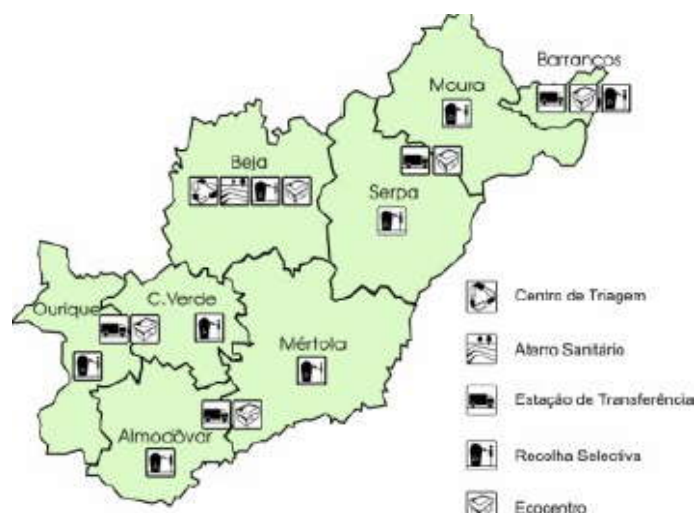 Barrancos
Moura
Beja
Serpa
Ourique
C.Verde
Mértola
Almodôvar
Centro de Triagem
Aterro Sanitário
Estação de Transferência
Recolha Selectiva
Ecocentro